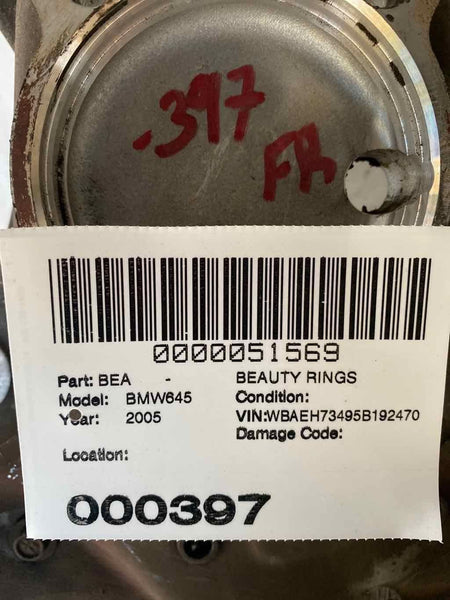 .397
FR
0000051569
Part: BEA - BEAUTY RINGS
Model: BMW645 Condition:
Year: 2005 VIN:WBAEH73495B192470
Damage Code:
Location:
000397